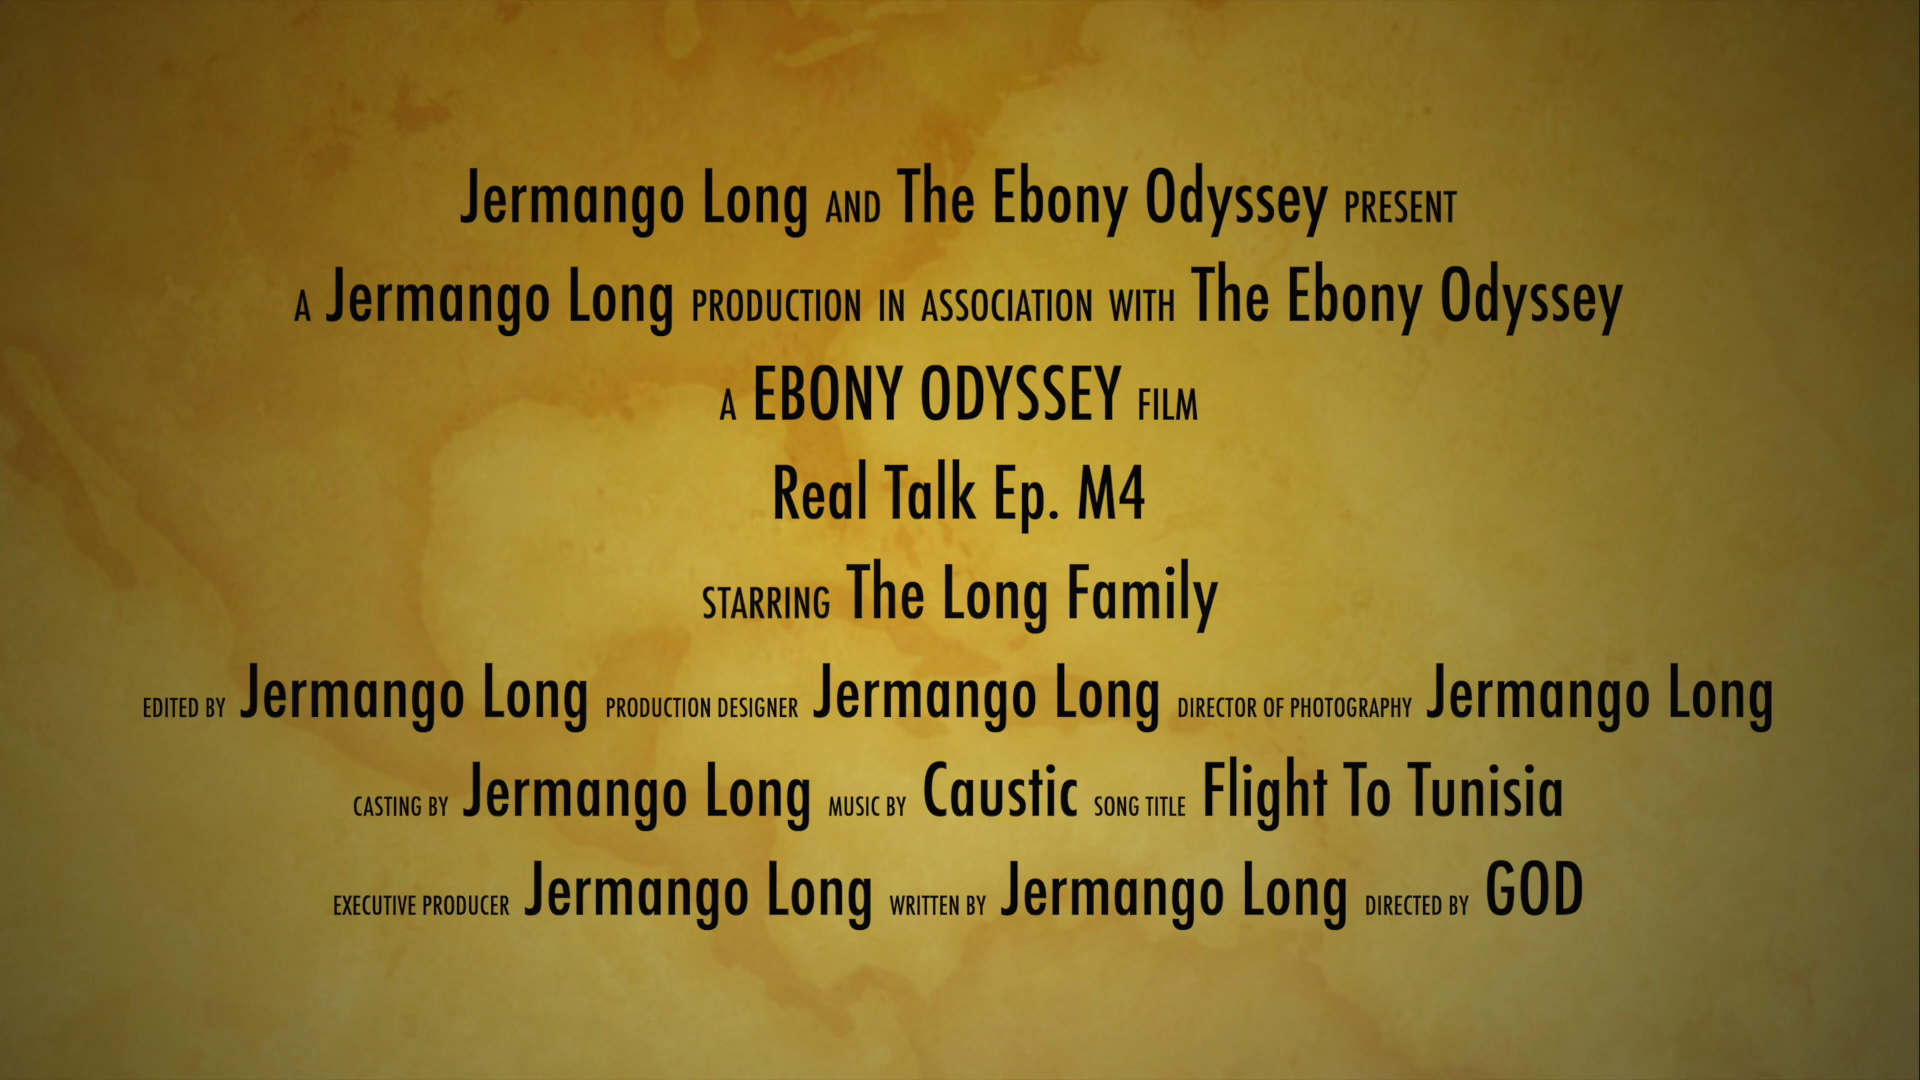 Jermango Long AND The Ebony Odyssey PRESENT
A Jermango Long PRODUCTION IN ASSOCIATION WITH The Ebony Odyssey
A EBONY ODYSSEY FILM
Real Talk Ep. M4
STARRING The Long Family
EDITED BY Jermango Long PRODUCTION DESIGNER Jermango Long DIRECTOR OF PHOTOGRAPHY Jermango Long
CASTING BY Jermango Long MUSIC BY Caustic SONG TITLE Flight To Tunisia
EXECUTIVE PRODUCER Jermango Long WRITTEN BY Jermango Long DIRECTED BY GOD